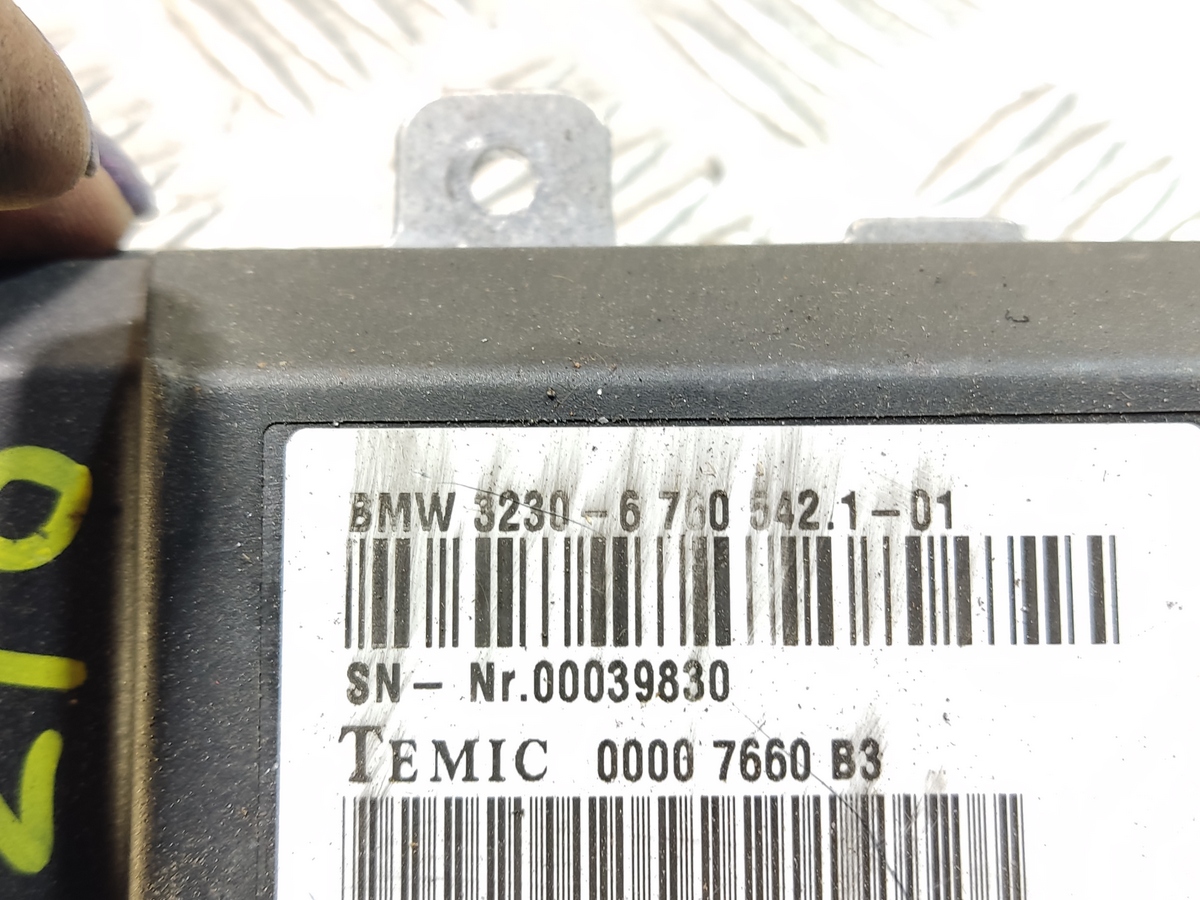 BMW 3230-6 760 542.1-01
SN- Nr.00039830
TEMIC 0000 7660 B3